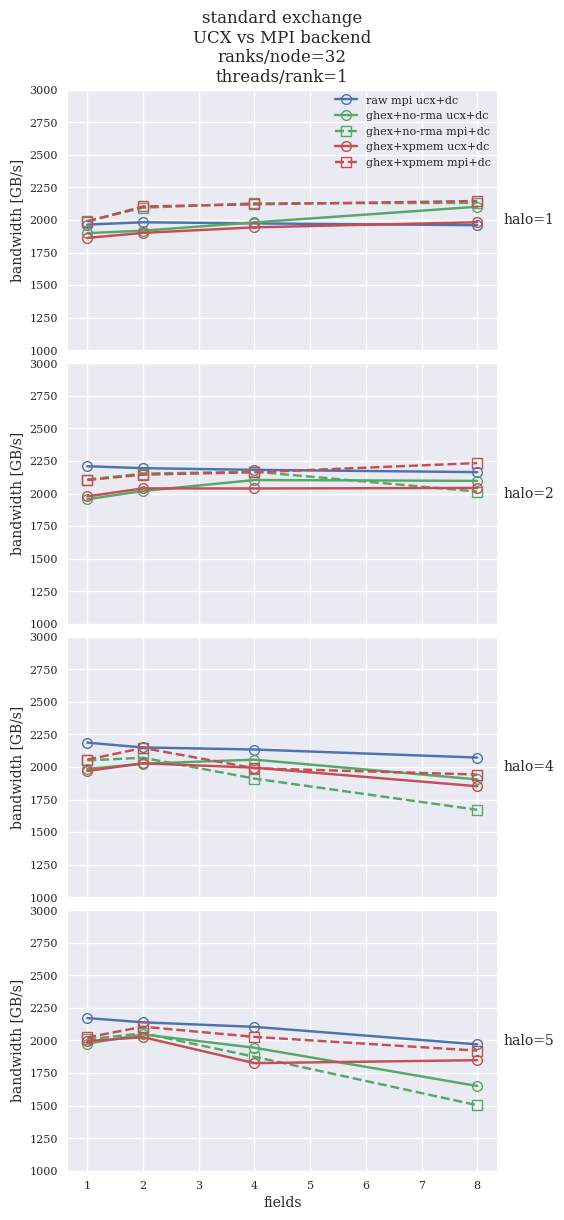 standard exchange
UCX vs MPI backend
ranks/node=32
threads/rank=1
3000
2750
2500
2250
2000
1750
1500
1250
1000
bandwidth [GB/s]
raw mpi ucx+dc
ghex+no-rma ucx+dc
ghex+no-rma mpi+dc
ghex+xpmem ucx+dc
ghex+xpmem mpi+dc
halo=1
3000
2750
2500
2250
2000
1750
1500
1250
1000
bandwidth [GB/s]
halo=2
3000
2750
2500
2250
2000
1750
1500
1250
1000
bandwidth [GB/s]
halo=4
3000
2750
2500
2250
2000
1750
1500
1250
1000
bandwidth [GB/s]
halo=5
1 2 3 4 5 6 7 8
fields